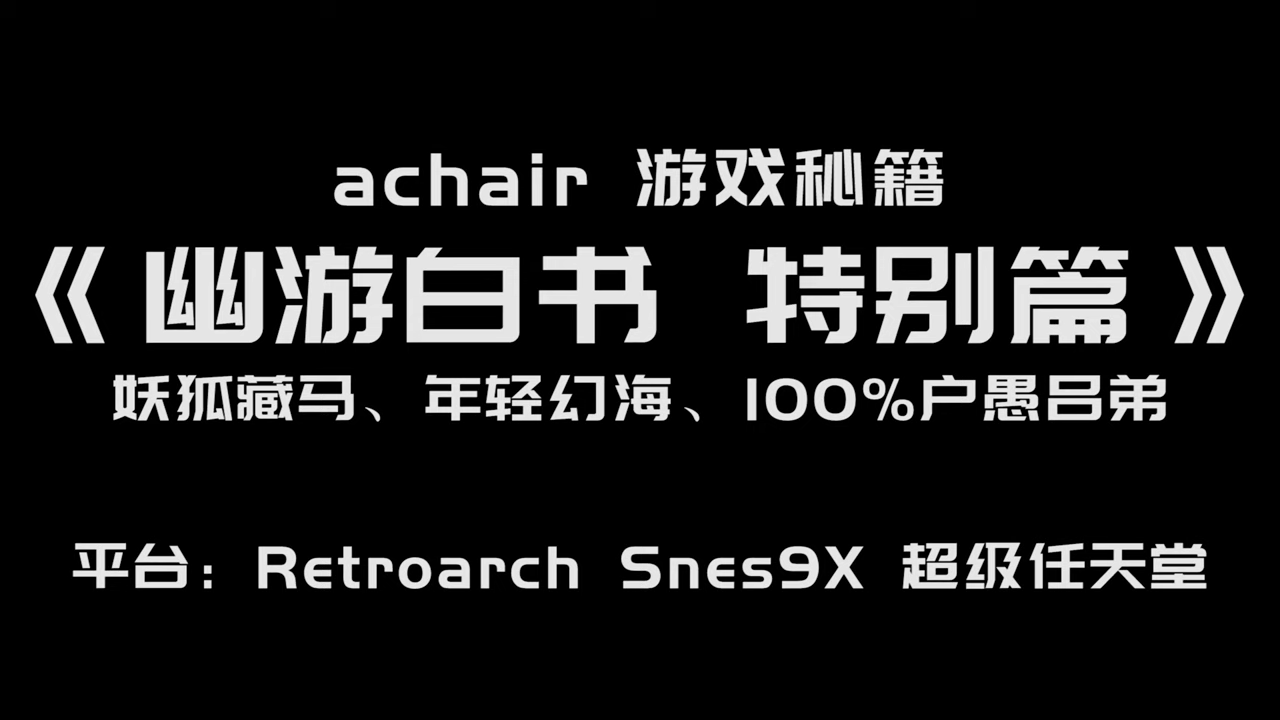 achair 游戏秘籍
《幽游白书 特别篇》
妖狐藏马、年轻幻海、100%户愚吕弟
平台：Retroarch Snes9X 超级任天堂